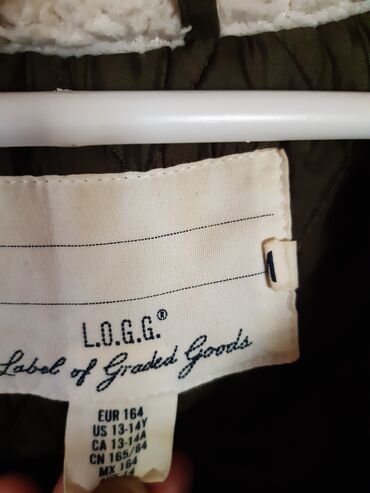 L.O.G.G.®
Label of Graded Goods
EUR 164
US 13-14Y
CA 13-14A
CN 165/84
MX 164